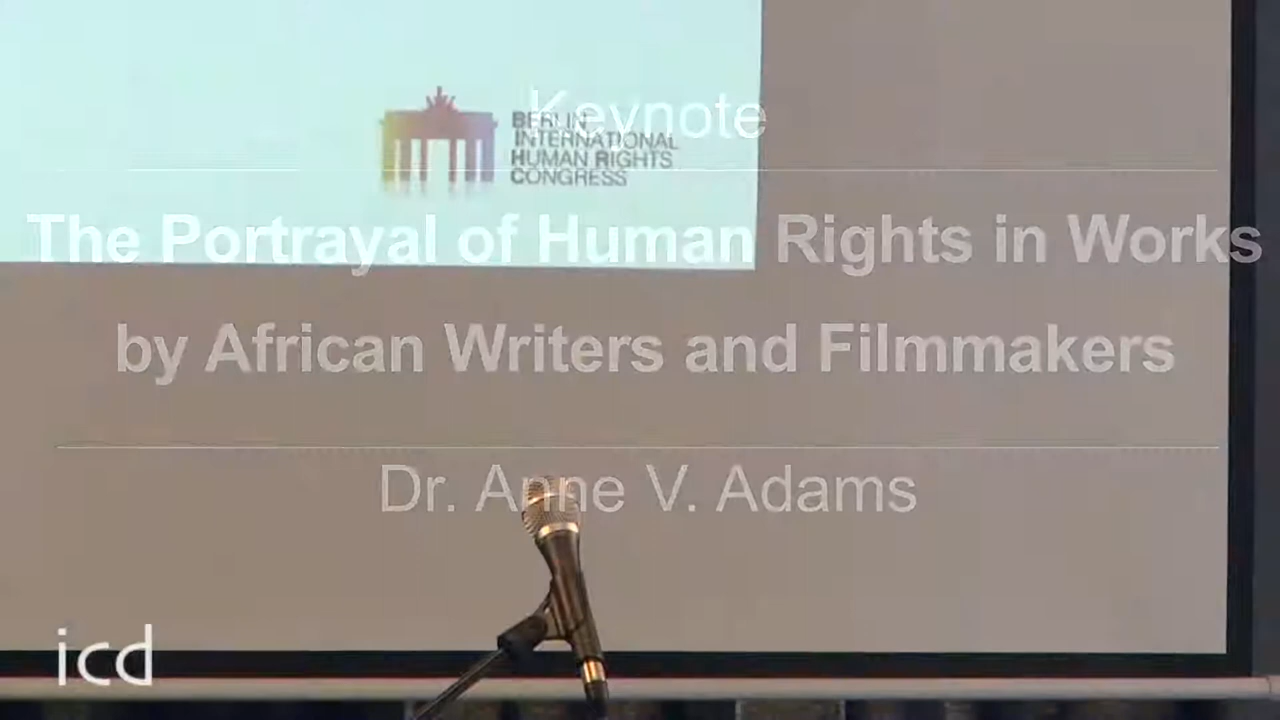 Keynote
BERLIN
INTERNATIONAL
HUMAN RIGHTS
CONGRESS
The Portrayal of Human Rights in Works
by African Writers and Filmmakers
Dr. Anne V. Adams
icd